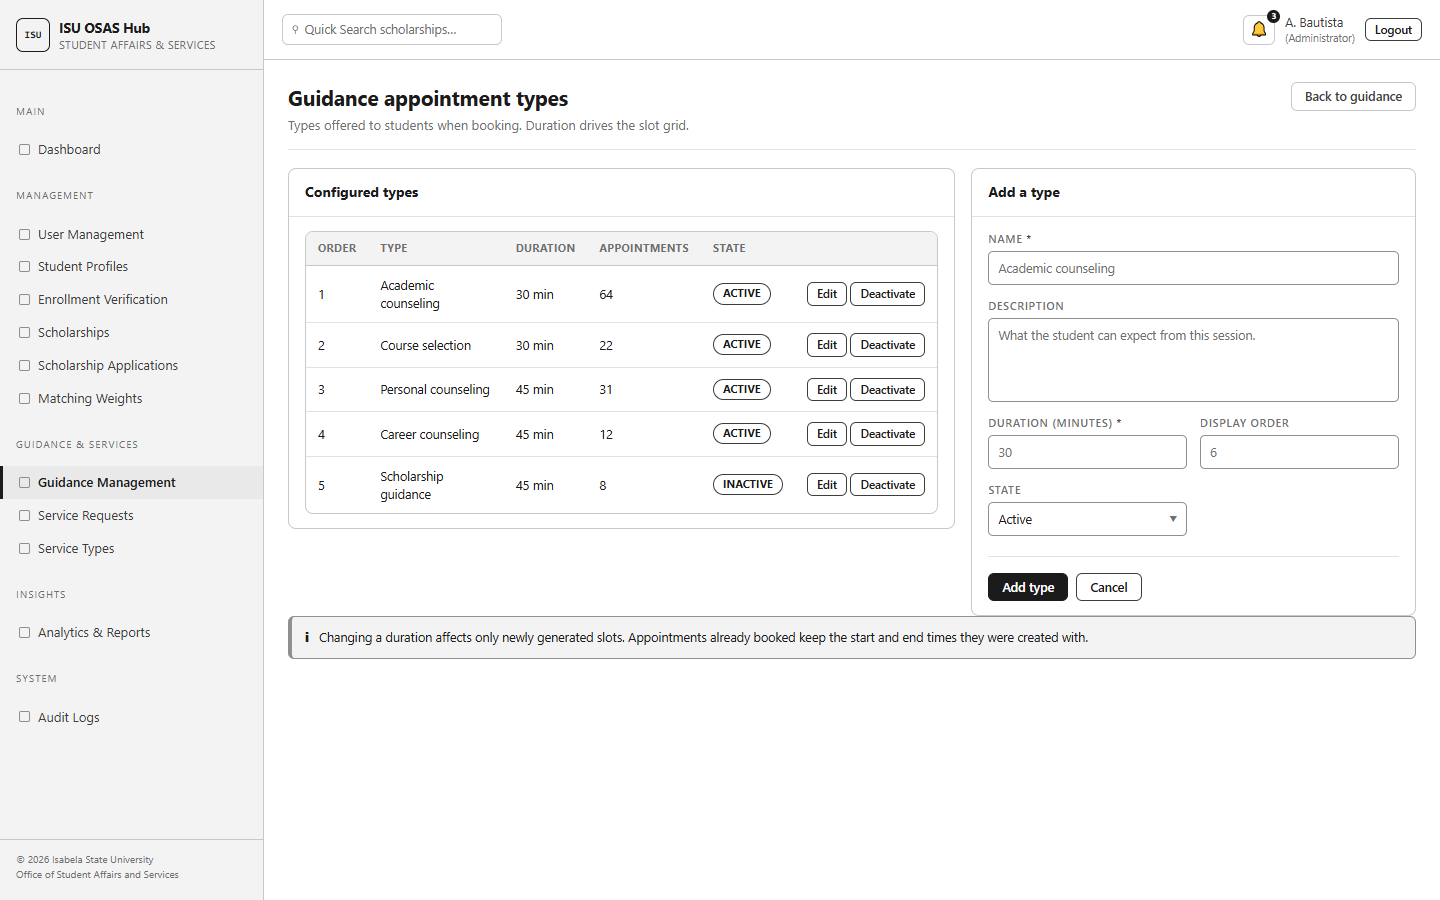 ISU
ISU OSAS Hub
STUDENT AFFAIRS & SERVICES
MAIN
Dashboard
MANAGEMENT
User Management
Student Profiles
Enrollment Verification
Scholarships
Scholarship Applications
Matching Weights
GUIDANCE & SERVICES
Guidance Management
Service Requests
Service Types
INSIGHTS
Analytics & Reports
SYSTEM
Audit Logs
© 2026 Isabela State University
Office of Student Affairs and Services
Quick Search scholarships...
3
A. Bautista
(Administrator)
Logout
Guidance appointment types
Types offered to students when booking. Duration drives the slot grid.
Back to guidance
Configured types
ORDER TYPE DURATION APPOINTMENTS STATE
1 Academic counseling 30 min 64 ACTIVE Edit Deactivate
2 Course selection 30 min 22 ACTIVE Edit Deactivate
3 Personal counseling 45 min 31 ACTIVE Edit Deactivate
4 Career counseling 45 min 12 ACTIVE Edit Deactivate
5 Scholarship guidance 45 min 8 INACTIVE Edit Deactivate
Add a type
NAME *
Academic counseling
DESCRIPTION
What the student can expect from this session.
DURATION (MINUTES) * DISPLAY ORDER
30 6
STATE
Active
Add type Cancel
i Changing a duration affects only newly generated slots. Appointments already booked keep the start and end times they were created with.